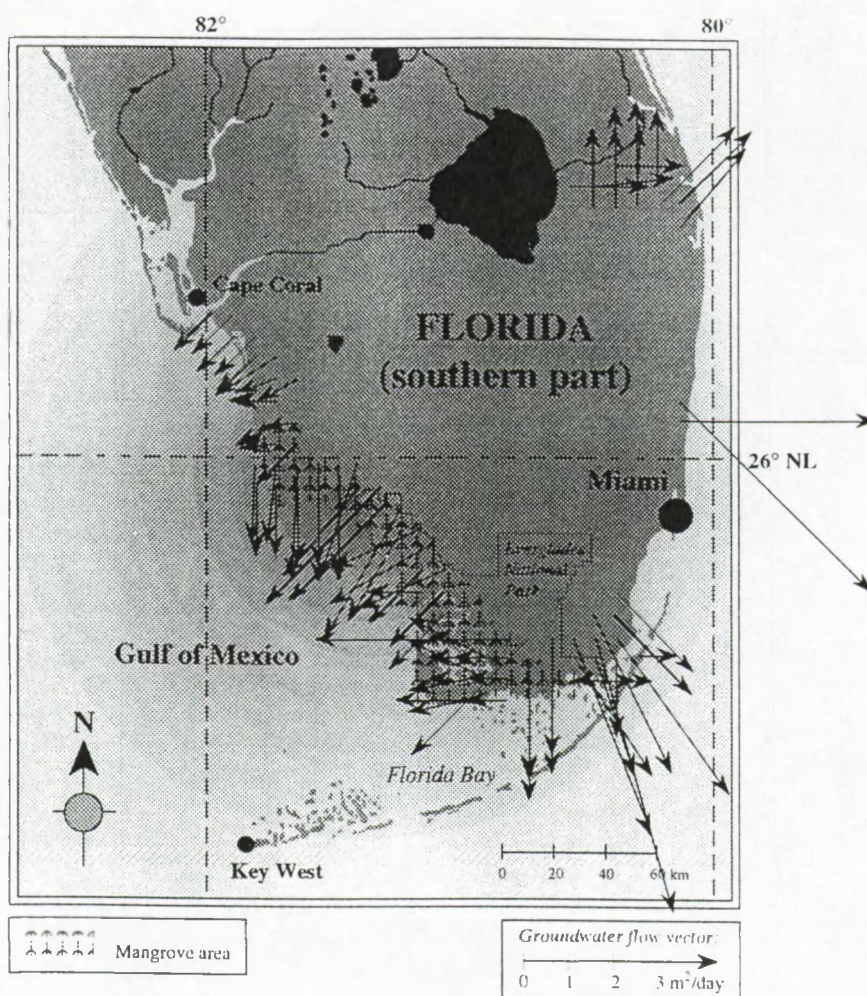 82° 80°
Cape Coral
FLORIDA
(southern part)
26° NL
Miami
Everglades
National
Park
Gulf of Mexico
N
Florida Bay
Key West
0 20 40 60 km
Mangrove area
Groundwater flow vector:
0 1 2 3 m²/day